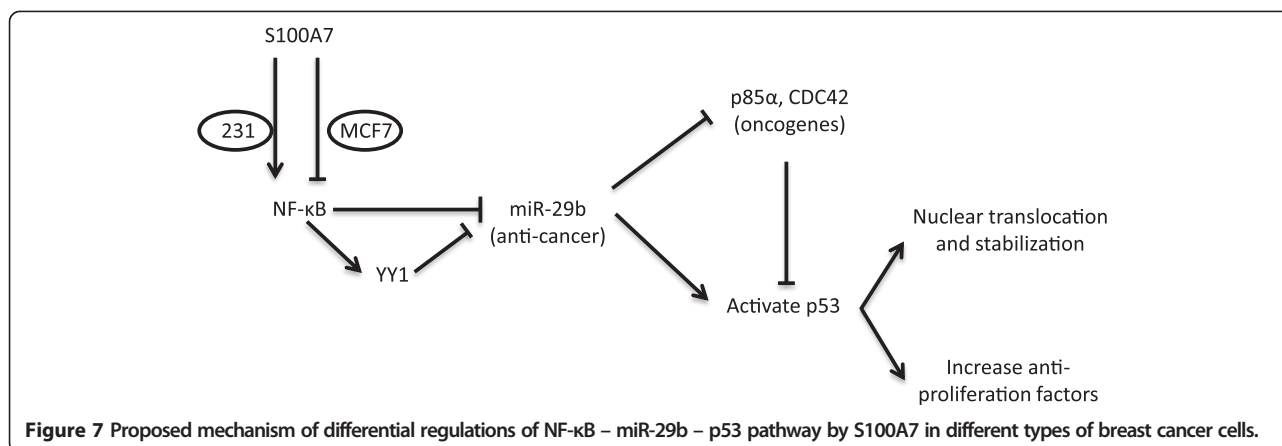 S100A7
231
MCF7
NF-κB
YY1
miR-29b
(anti-cancer)
p85α, CDC42
(oncogenes)
Activate p53
Nuclear translocation
and stabilization
Increase anti-
proliferation factors
Figure 7 Proposed mechanism of differential regulations of NF-κB – miR-29b – p53 pathway by S100A7 in different types of breast cancer cells.